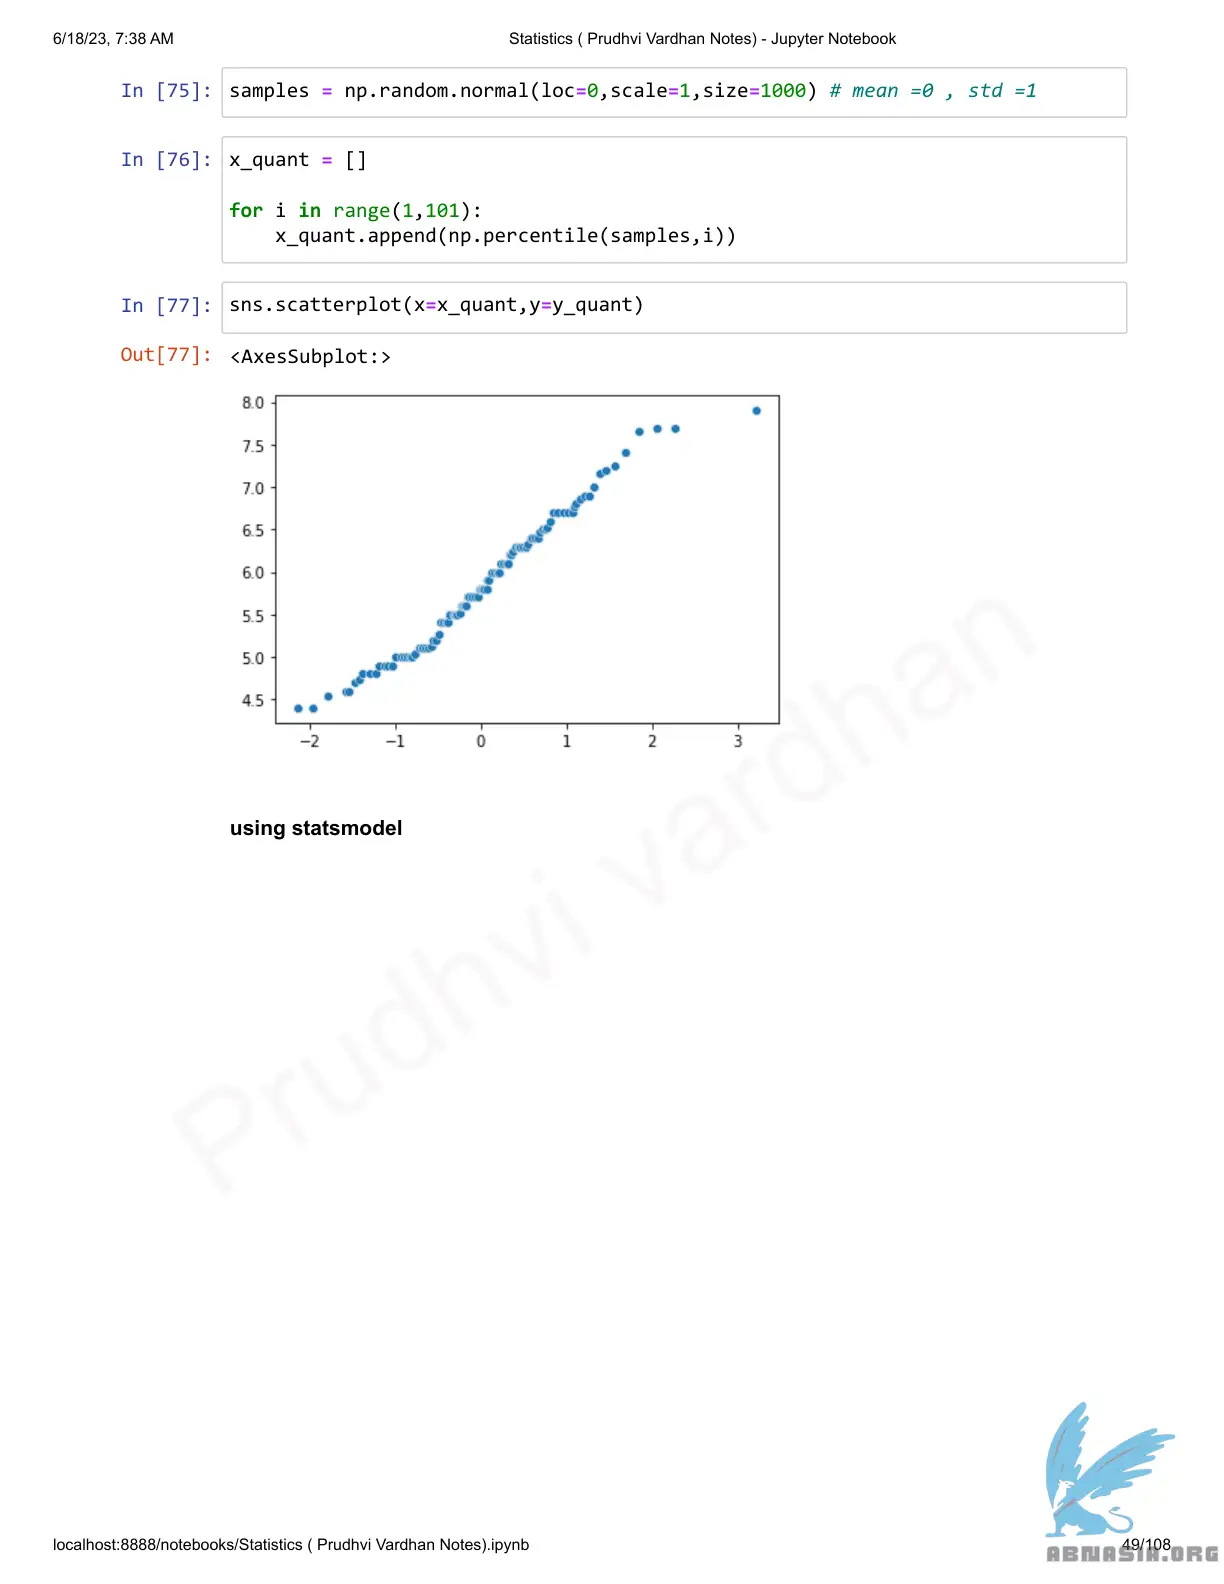 6/18/23, 7:38 AM Statistics ( Prudhvi Vardhan Notes) - Jupyter Notebook
In [75]: samples = np.random.normal(loc=0,scale=1,size=1000) # mean =0 , std =1
In [76]: x_quant = []
for i in range(1,101):
    x_quant.append(np.percentile(samples,i))
In [77]: sns.scatterplot(x=x_quant,y=y_quant)
Out[77]: <AxesSubplot:>
8.0
7.5
7.0
6.5
6.0
5.5
5.0
4.5
−2 −1 0 1 2 3
using statsmodel
Prudhvi vardhan
localhost:8888/notebooks/Statistics ( Prudhvi Vardhan Notes).ipynb 49/108
ABNASIA.ORG